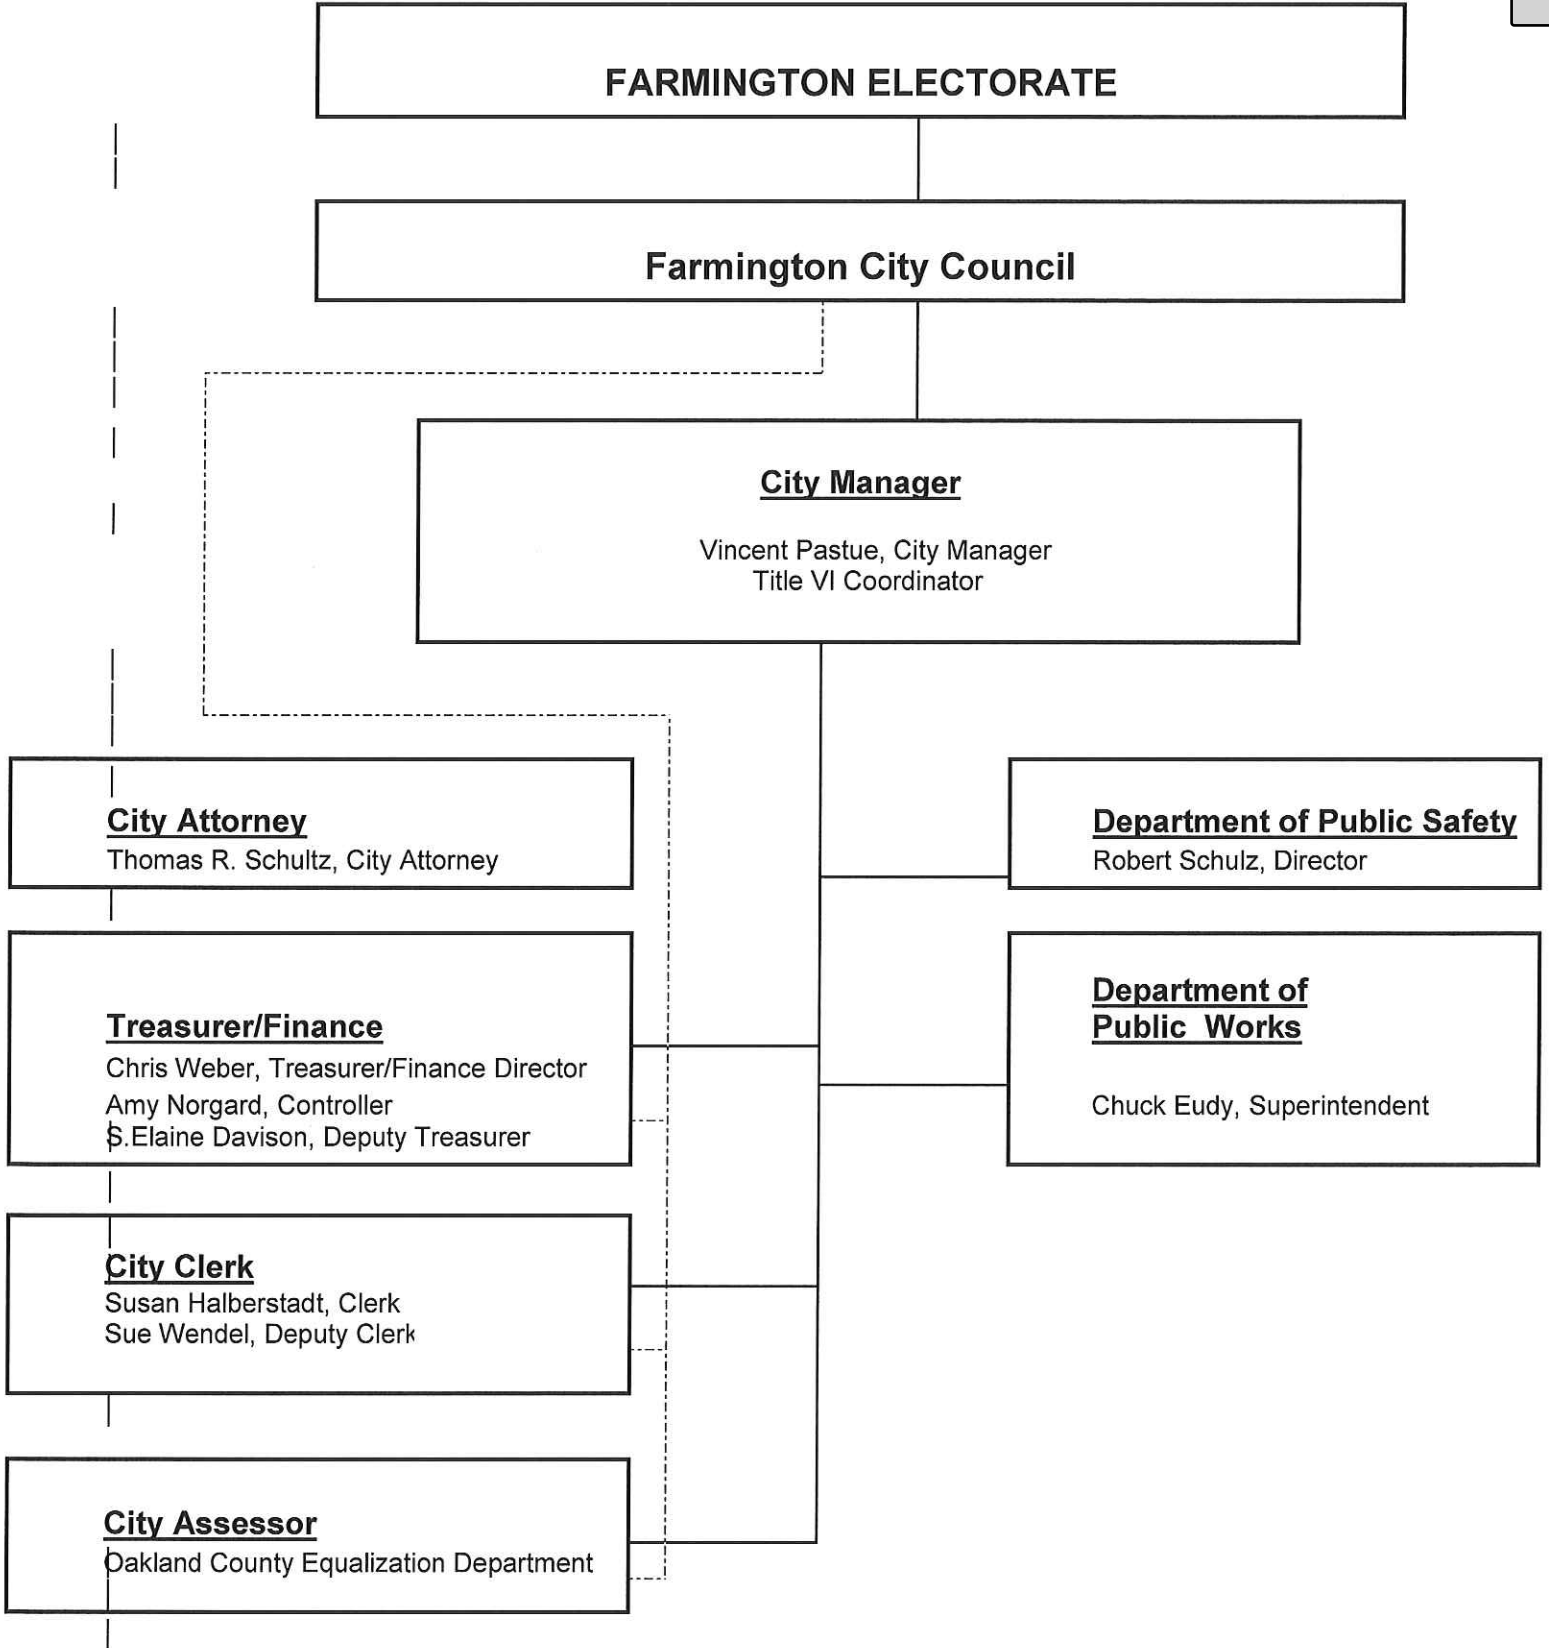 FARMINGTON ELECTORATE
Farmington City Council
City Manager
Vincent Pastue, City Manager
Title VI Coordinator
City Attorney
Thomas R. Schultz, City Attorney
Department of Public Safety
Robert Schulz, Director
Treasurer/Finance
Chris Weber, Treasurer/Finance Director
Amy Norgard, Controller
S.Elaine Davison, Deputy Treasurer
Department of
Public Works
Chuck Eudy, Superintendent
City Clerk
Susan Halberstadt, Clerk
Sue Wendel, Deputy Clerk
City Assessor
Oakland County Equalization Department